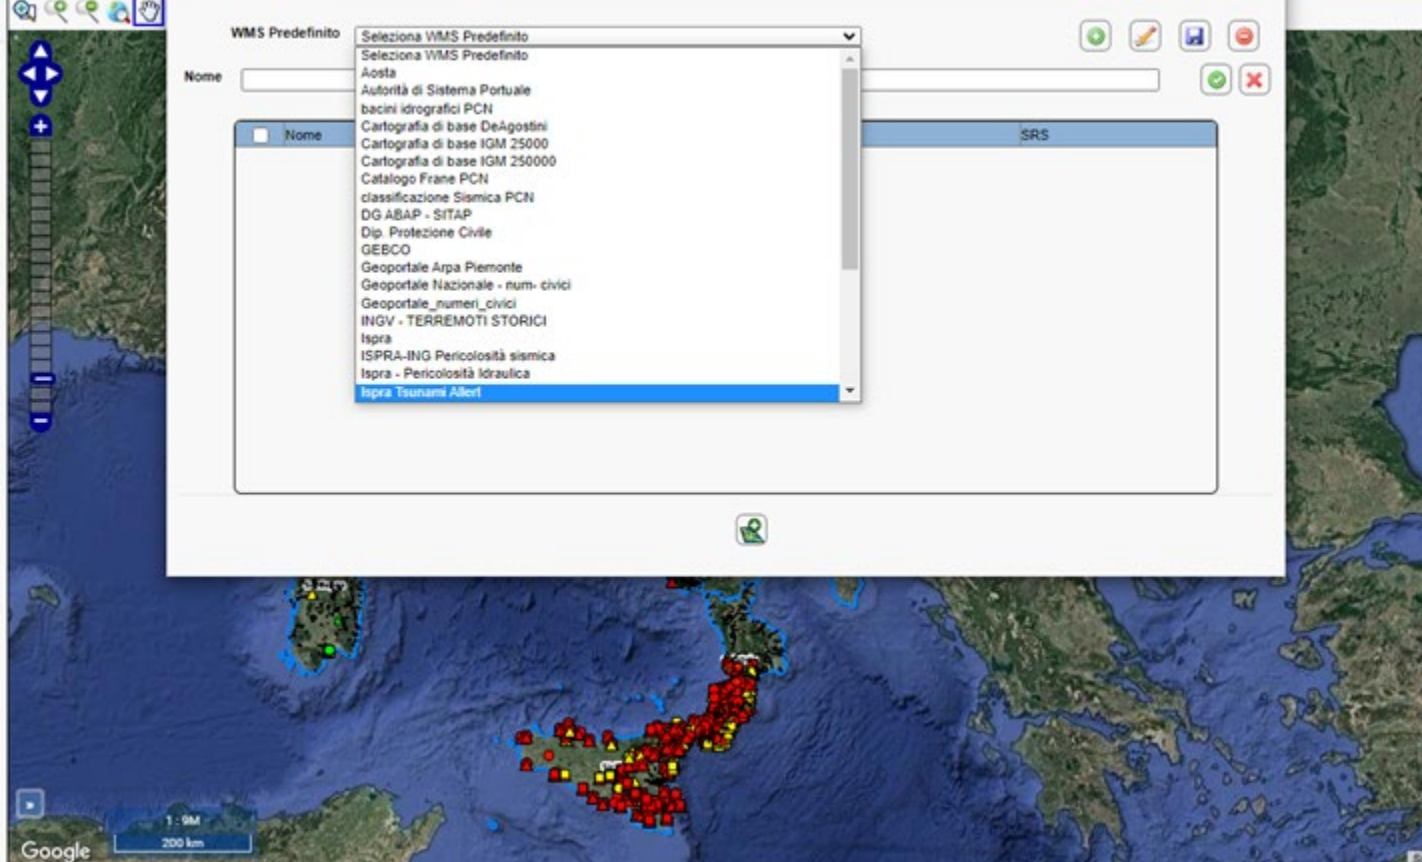 WMS Predefinito
Seleziona WMS Predefinito
Seleziona WMS Predefinito
Aosta
Autorità di Sistema Portuale
bacini idrografici PCN
Cartografia di base DeAgostini
Cartografia di base IGM 25000
Cartografia di base IGM 250000
Catalogo Frane PCN
classificazione Sismica PCN
DG ABAP - SITAP
Dip. Protezione Civile
GEBCO
Geoportale Arpa Piemonte
Geoportale Nazionale - num- civici
Geoportale_numeri_civici
INGV - TERREMOTI STORICI
Ispra
ISPRA-ING Pericolosità sismica
Ispra - Pericolosità Idraulica
Ispra Tsunami Allert
Nome
Nome
SRS
1 : 9M
200 km
Google